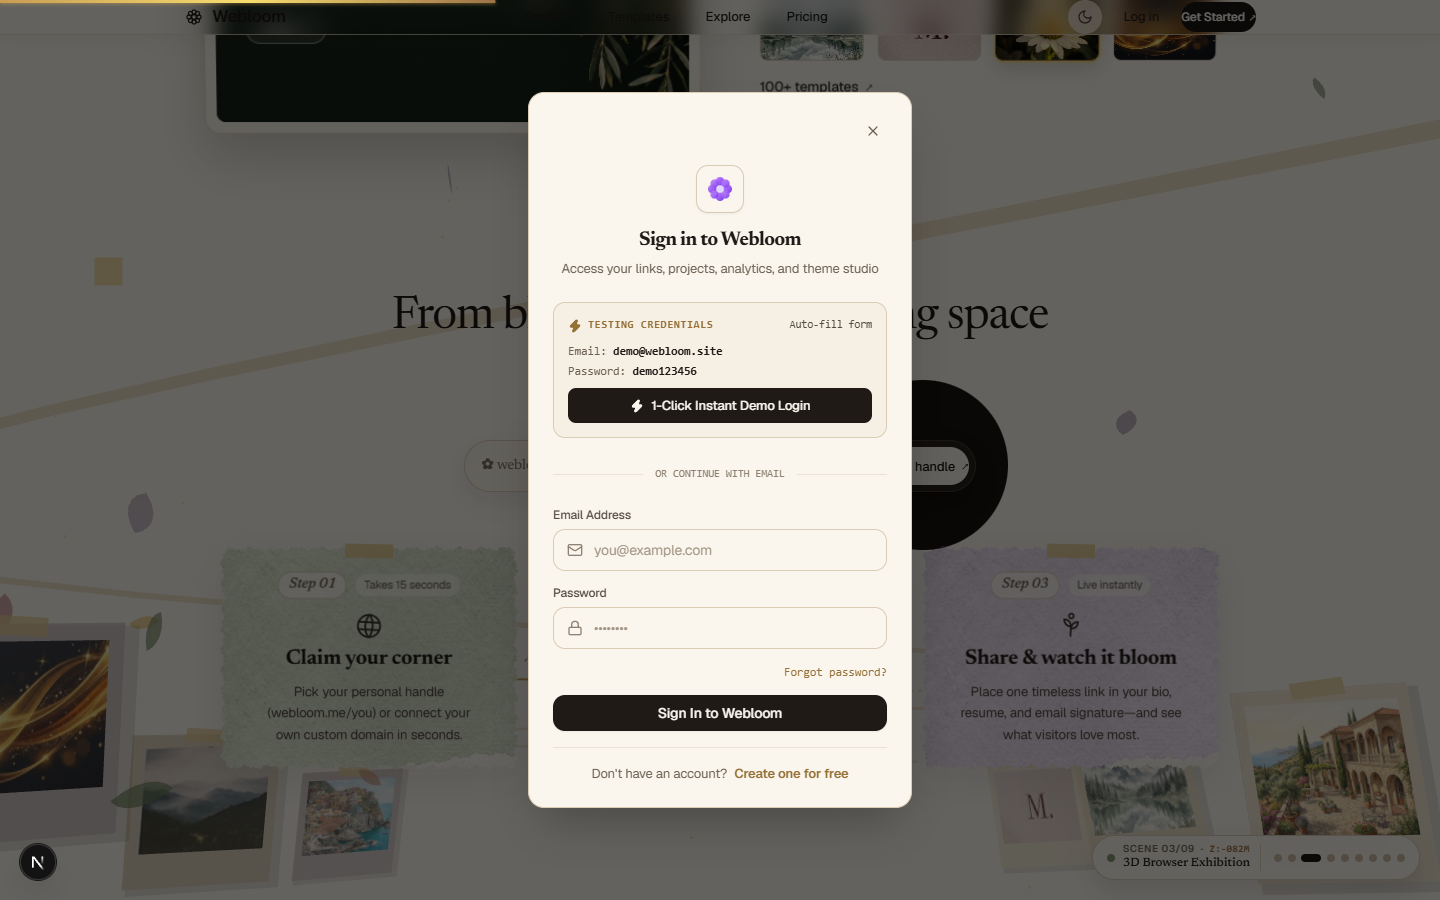 Webloom
Templates
Explore
Pricing
Log in
Get Started ↗
M.
100+ templates ↗
Sign in to Webloom
Access your links, projects, analytics, and theme studio
TESTING CREDENTIALS
Auto-fill form
Email: demo@webloom.site
Password: demo123456
1-Click Instant Demo Login
From b
g space
OR CONTINUE WITH EMAIL
webl
handle ↗
Email Address
you@example.com
Password
••••••••
Forgot password?
Sign In to Webloom
Don't have an account? Create one for free
Step 01
Takes 15 seconds
Claim your corner
Pick your personal handle
(webloom.me/you) or connect your
own custom domain in seconds.
Step 03
Live instantly
Share & watch it bloom
Place one timeless link in your bio,
resume, and email signature—and see
what visitors love most.
M.
N
SCENE 03/09 · Z:-082M
3D Browser Exhibition